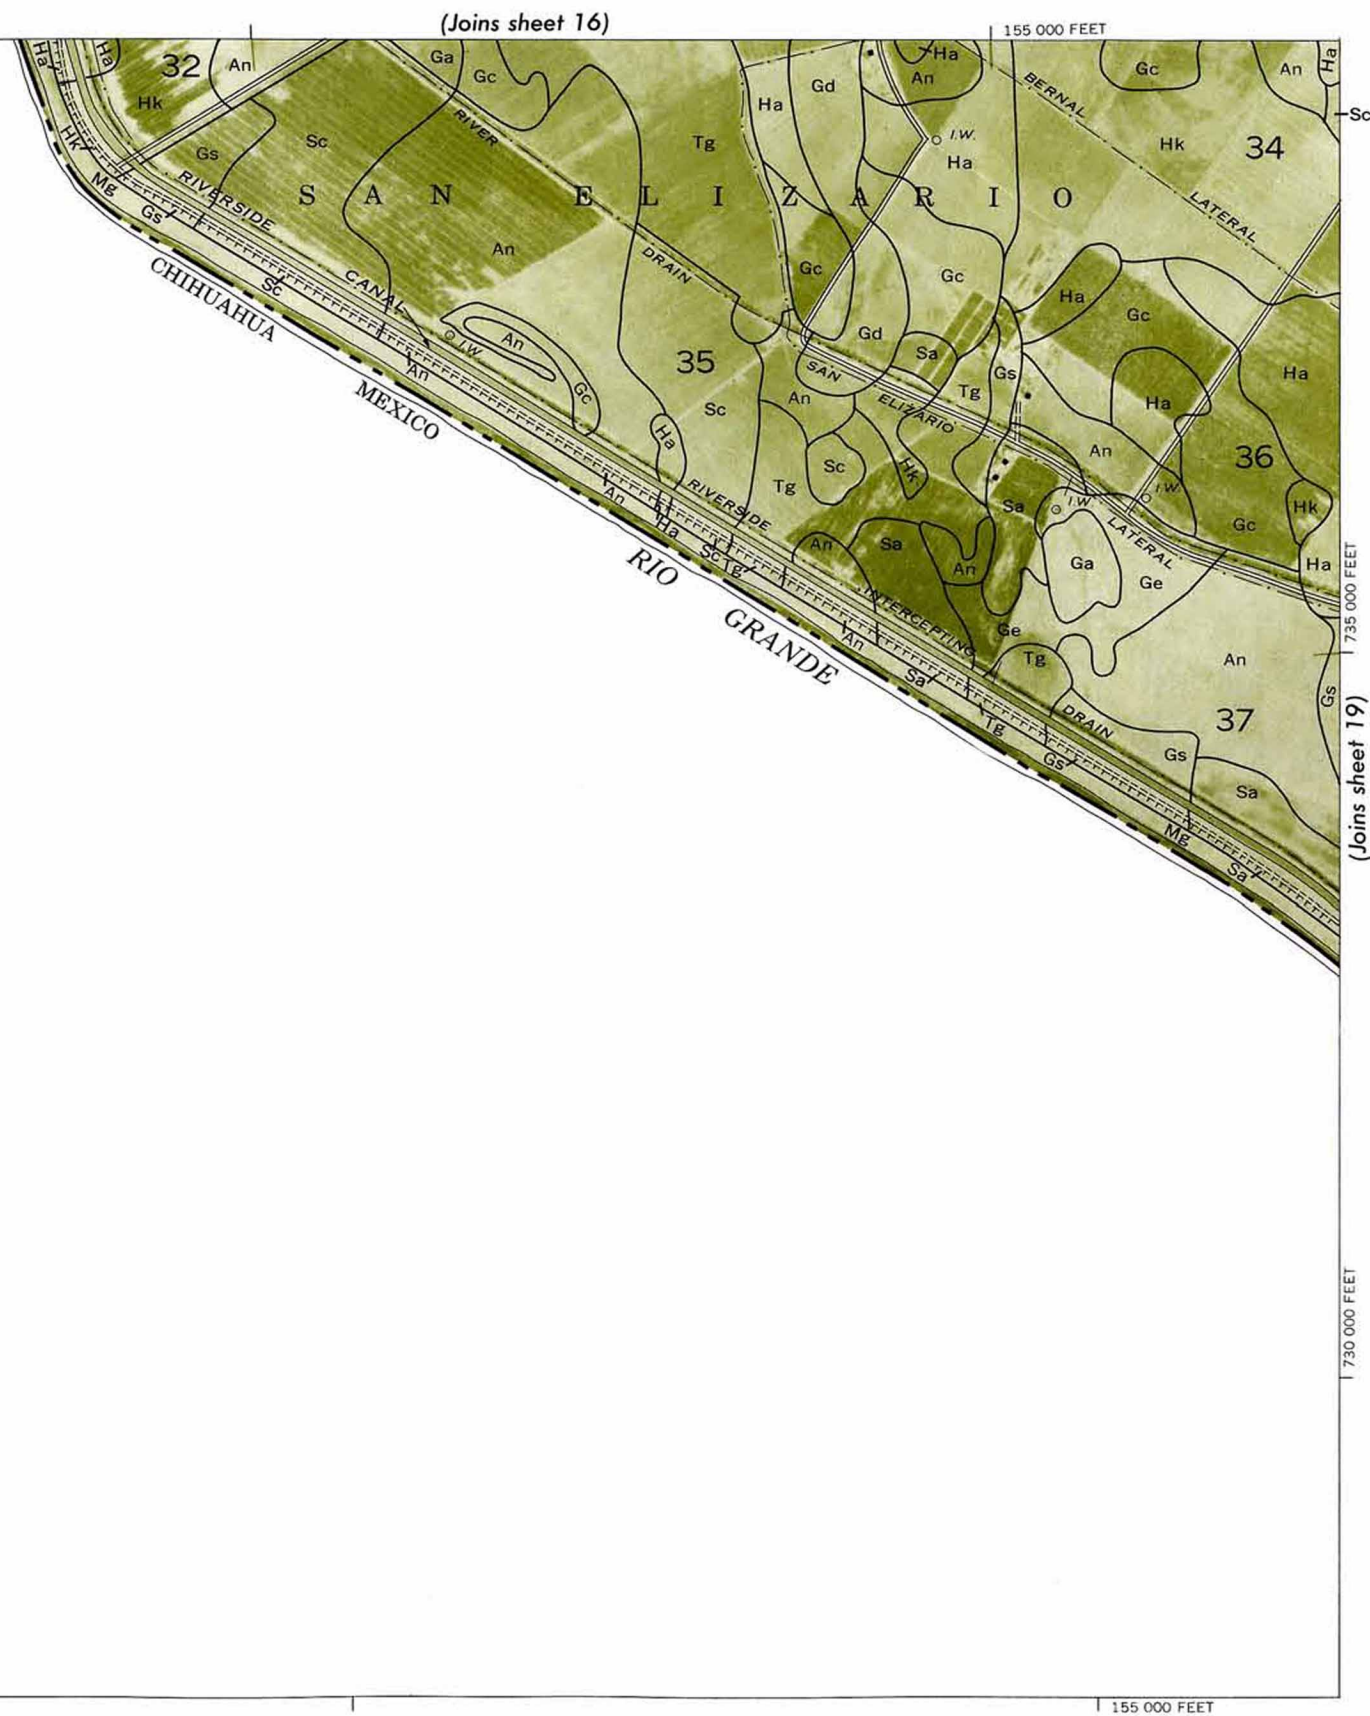 (Joins sheet 16)
155 000 FEET
Ha
Ha
32
An
Ga
Gc
Ha
An
Gd
Ha
Gc
An
Ha
Hk
Hk
Gs
Sc
RIVER
Tg
BERNAL
I.W.
Ha
Hk
34
Sc
Mg
Gs
RIVERSIDE
SAN ELIZARIO
LATERAL
An
DRAIN
Gc
Gc
CHIHUAHUA
Sc
CANAL
Ha
Gc
I.W.
An
Gd
Sa
35
MEXICO
An
Gc
SAN
Gs
Tg
Ha
Ha
Sc
An
ELIZARIO
Ha
An
36
Sc
Hk
Tg
An
RIVERSIDE
Sa
I.W.
I.W.
Hk
Gc
LATERAL
Ha
Sc
Tg
An
Sa
An
Ga
Ge
Ha
735 000 FEET
RIO
GRANDE
INTERCEPTING
Ge
An
Tg
An
Sa
Gs
37
DRAIN
Tg
Gs
Gs
Sa
Mg
Sa
(Joins sheet 19)
730 000 FEET
155 000 FEET